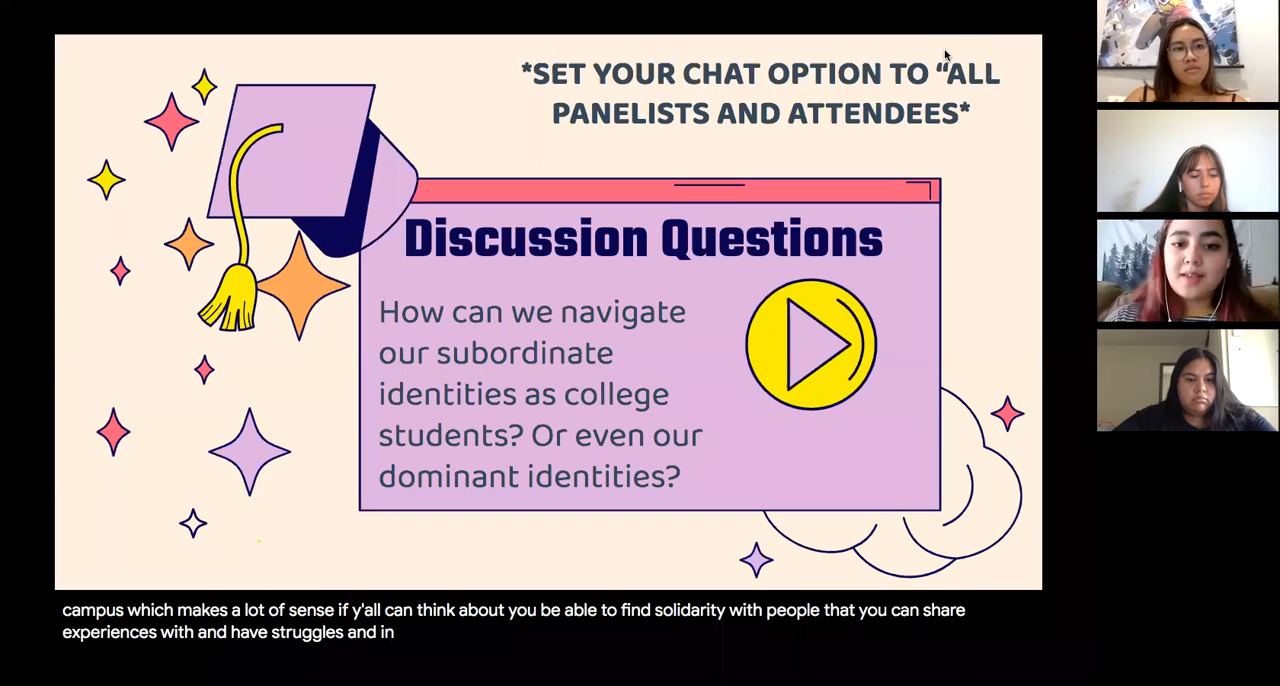 *SET YOUR CHAT OPTION TO “ALL
PANELISTS AND ATTENDEES*
Discussion Questions
How can we navigate
our subordinate
identities as college
students? Or even our
dominant identities?
campus which makes a lot of sense if y'all can think about you be able to find solidarity with people that you can share
experiences with and have struggles and in